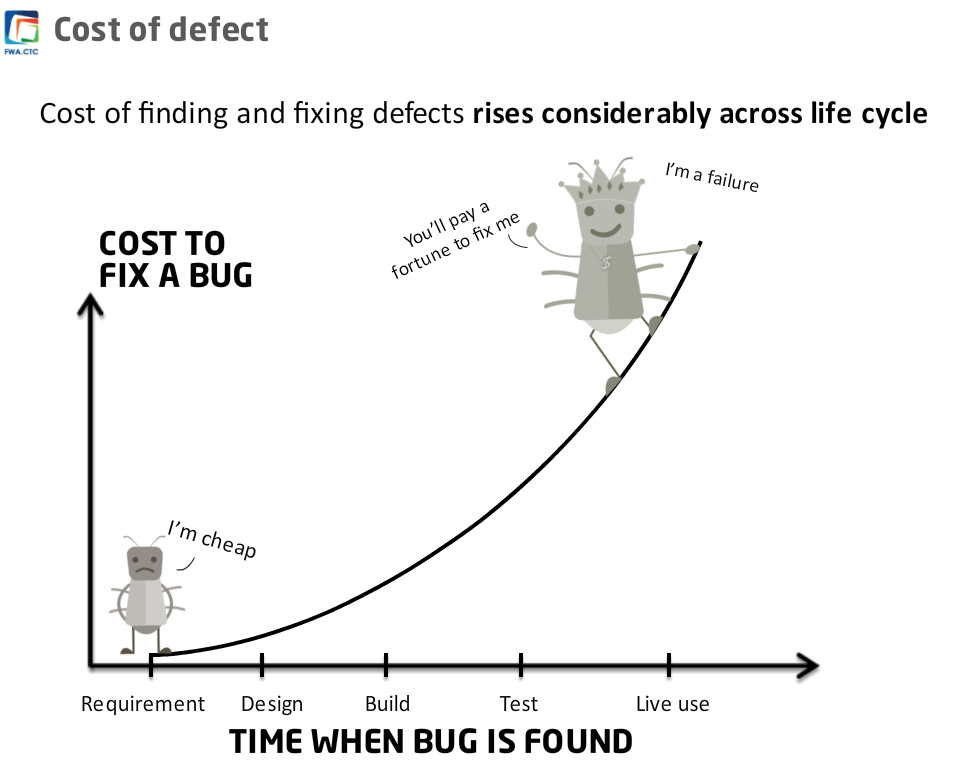 Cost of defect
FWA.CTC
Cost of finding and fixing defects rises considerably across life cycle
I'm a failure
You'll pay a
fortune to fix me
COST TO
FIX A BUG
$
I'm cheap
Requirement Design Build Test Live use
TIME WHEN BUG IS FOUND